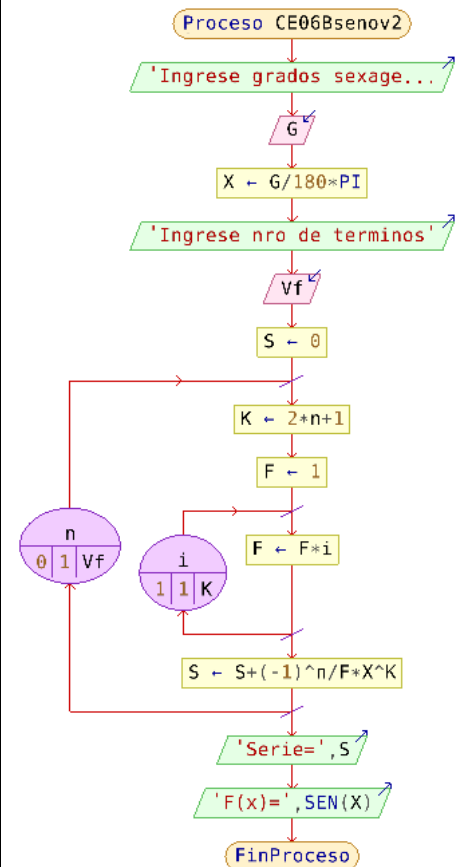 Proceso CE06Bsenov2
'Ingrese grados sexage...
G
X ← G/180*PI
'Ingrese nro de terminos'
Vf
S ← 0
K ← 2*n+1
F ← 1
n
0 1 Vf
i
1 1 K
F ← F*i
S ← S+(-1)^n/F*X^K
'Serie=',S
'F(x)=',SEN(X)
FinProceso